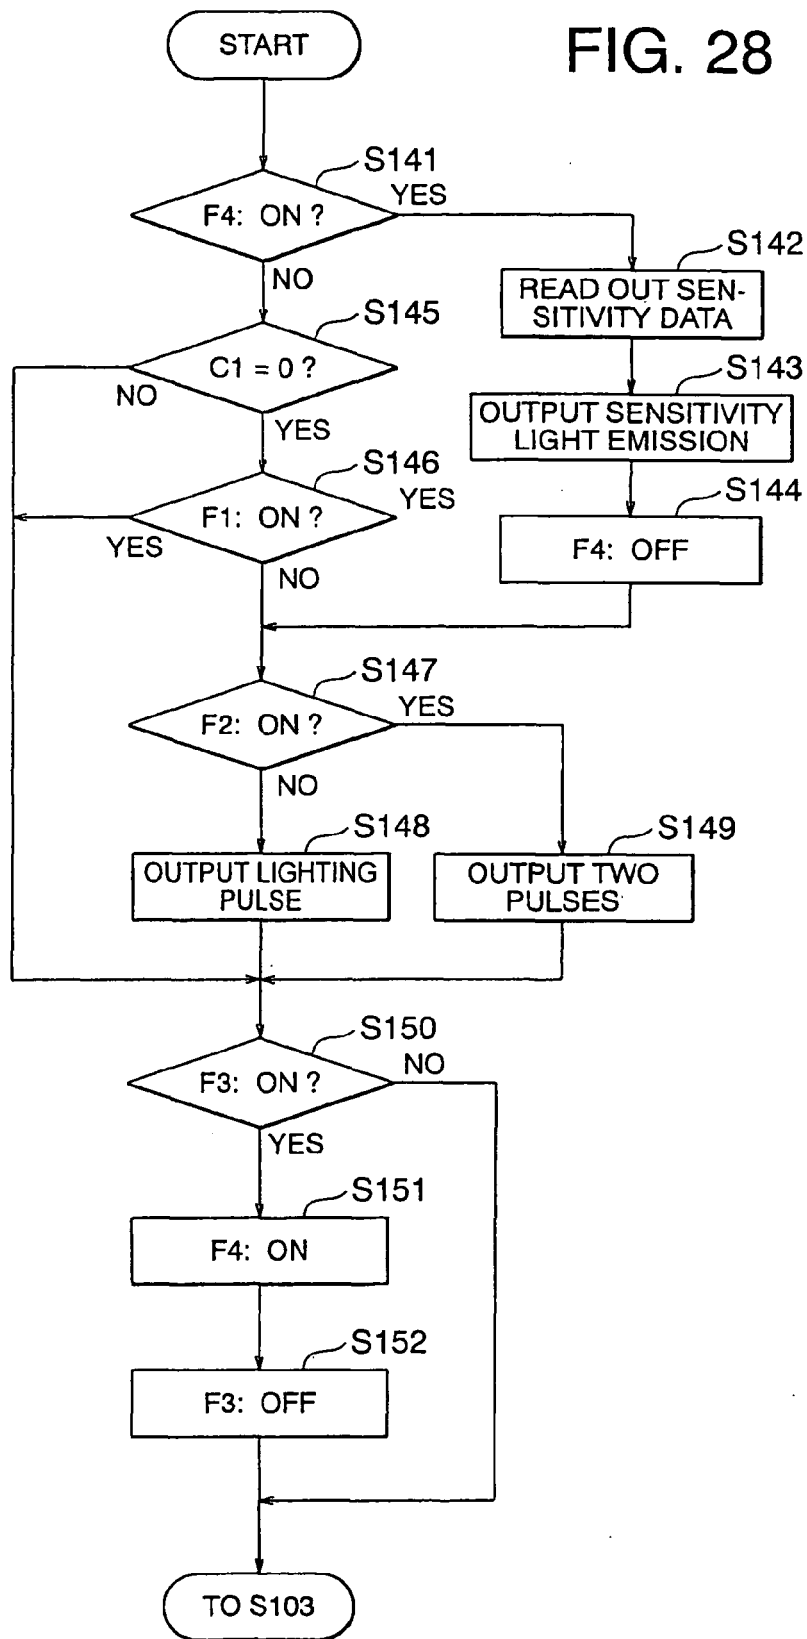 START
FIG. 28
S141
F4: ON ?
YES
NO
S142
READ OUT SEN-
SITIVITY DATA
S145
C1 = 0 ?
NO
YES
S143
OUTPUT SENSITIVITY
LIGHT EMISSION
S146
F1: ON ?
YES
YES
NO
S144
F4: OFF
S147
F2: ON ?
YES
NO
S148
OUTPUT LIGHTING
PULSE
S149
OUTPUT TWO
PULSES
S150
F3: ON ?
NO
YES
S151
F4: ON
S152
F3: OFF
TO S103